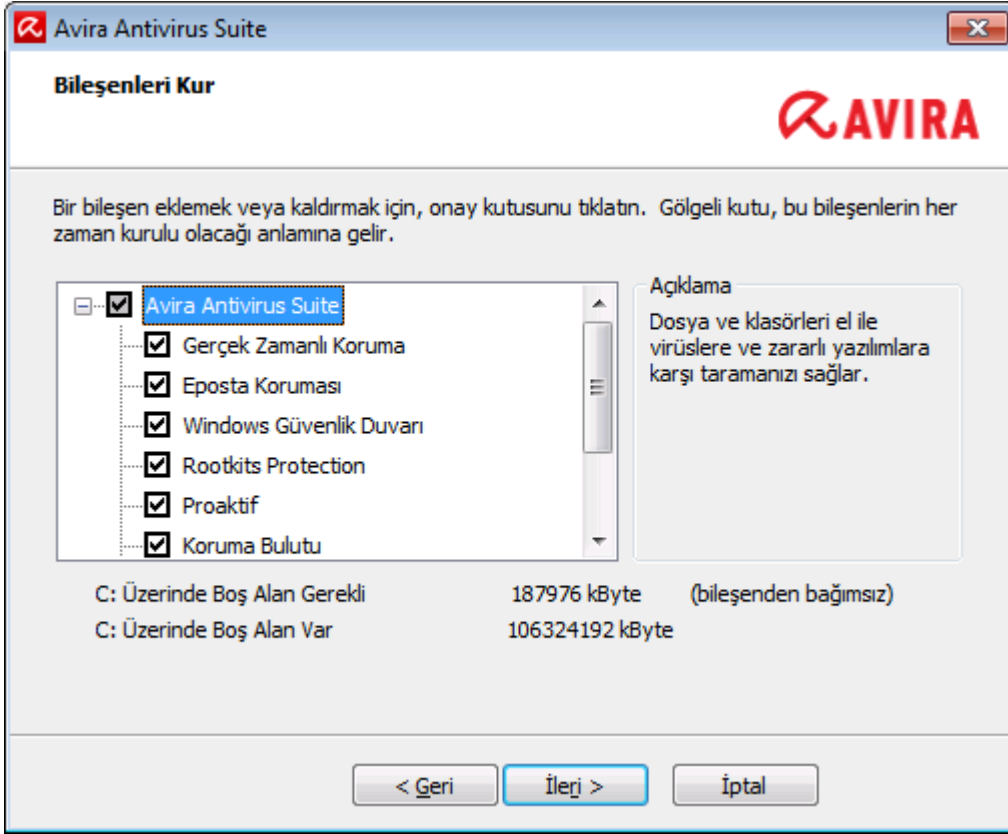 Avira Antivirus Suite
Bileşenleri Kur
AVIRA
Bir bileşen eklemek veya kaldırmak için, onay kutusunu tıklatın.  Gölgeli kutu, bu bileşenlerin her
zaman kurulu olacağı anlamına gelir.
Avira Antivirus Suite
Gerçek Zamanlı Koruma
Eposta Koruması
Windows Güvenlik Duvarı
Rootkits Protection
Proaktif
Koruma Bulutu
Açıklama
Dosya ve klasörleri el ile
virüslere ve zararlı yazılımlara
karşı taramanızı sağlar.
C: Üzerinde Boş Alan Gerekli 187976 kByte (bileşenden bağımsız)
C: Üzerinde Boş Alan Var 106324192 kByte
< Geri İleri > İptal